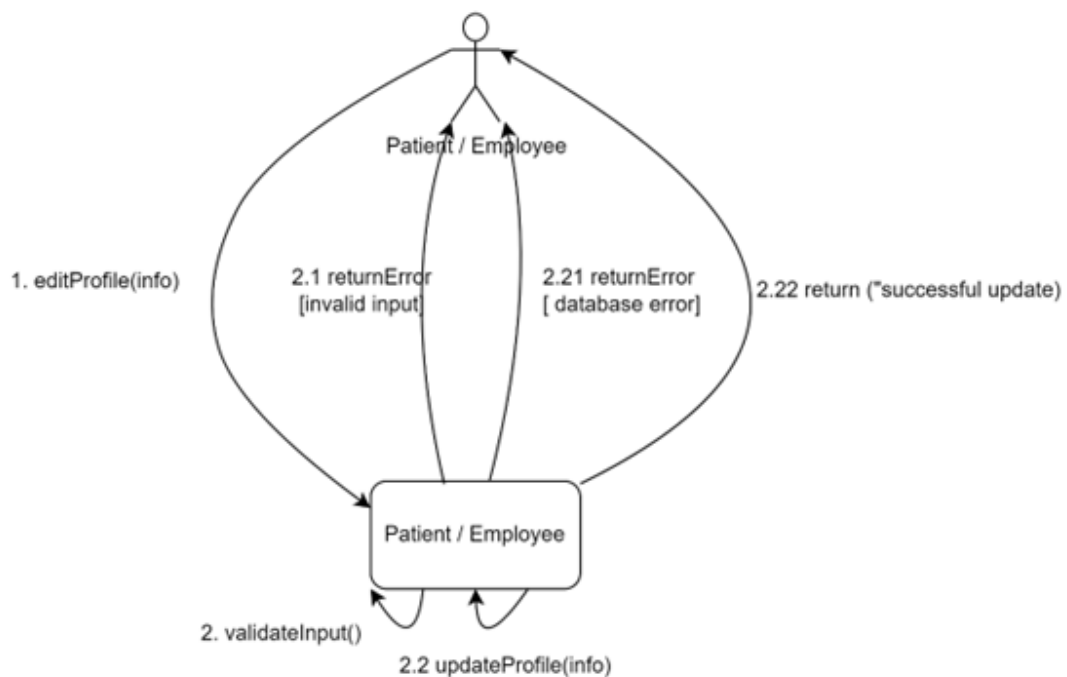 Patient / Employee
1. editProfile(info)
2.1 returnError
[invalid input]
2.21 returnError
[ database error]
2.22 return ("successful update)
Patient / Employee
2. validateInput()
2.2 updateProfile(info)